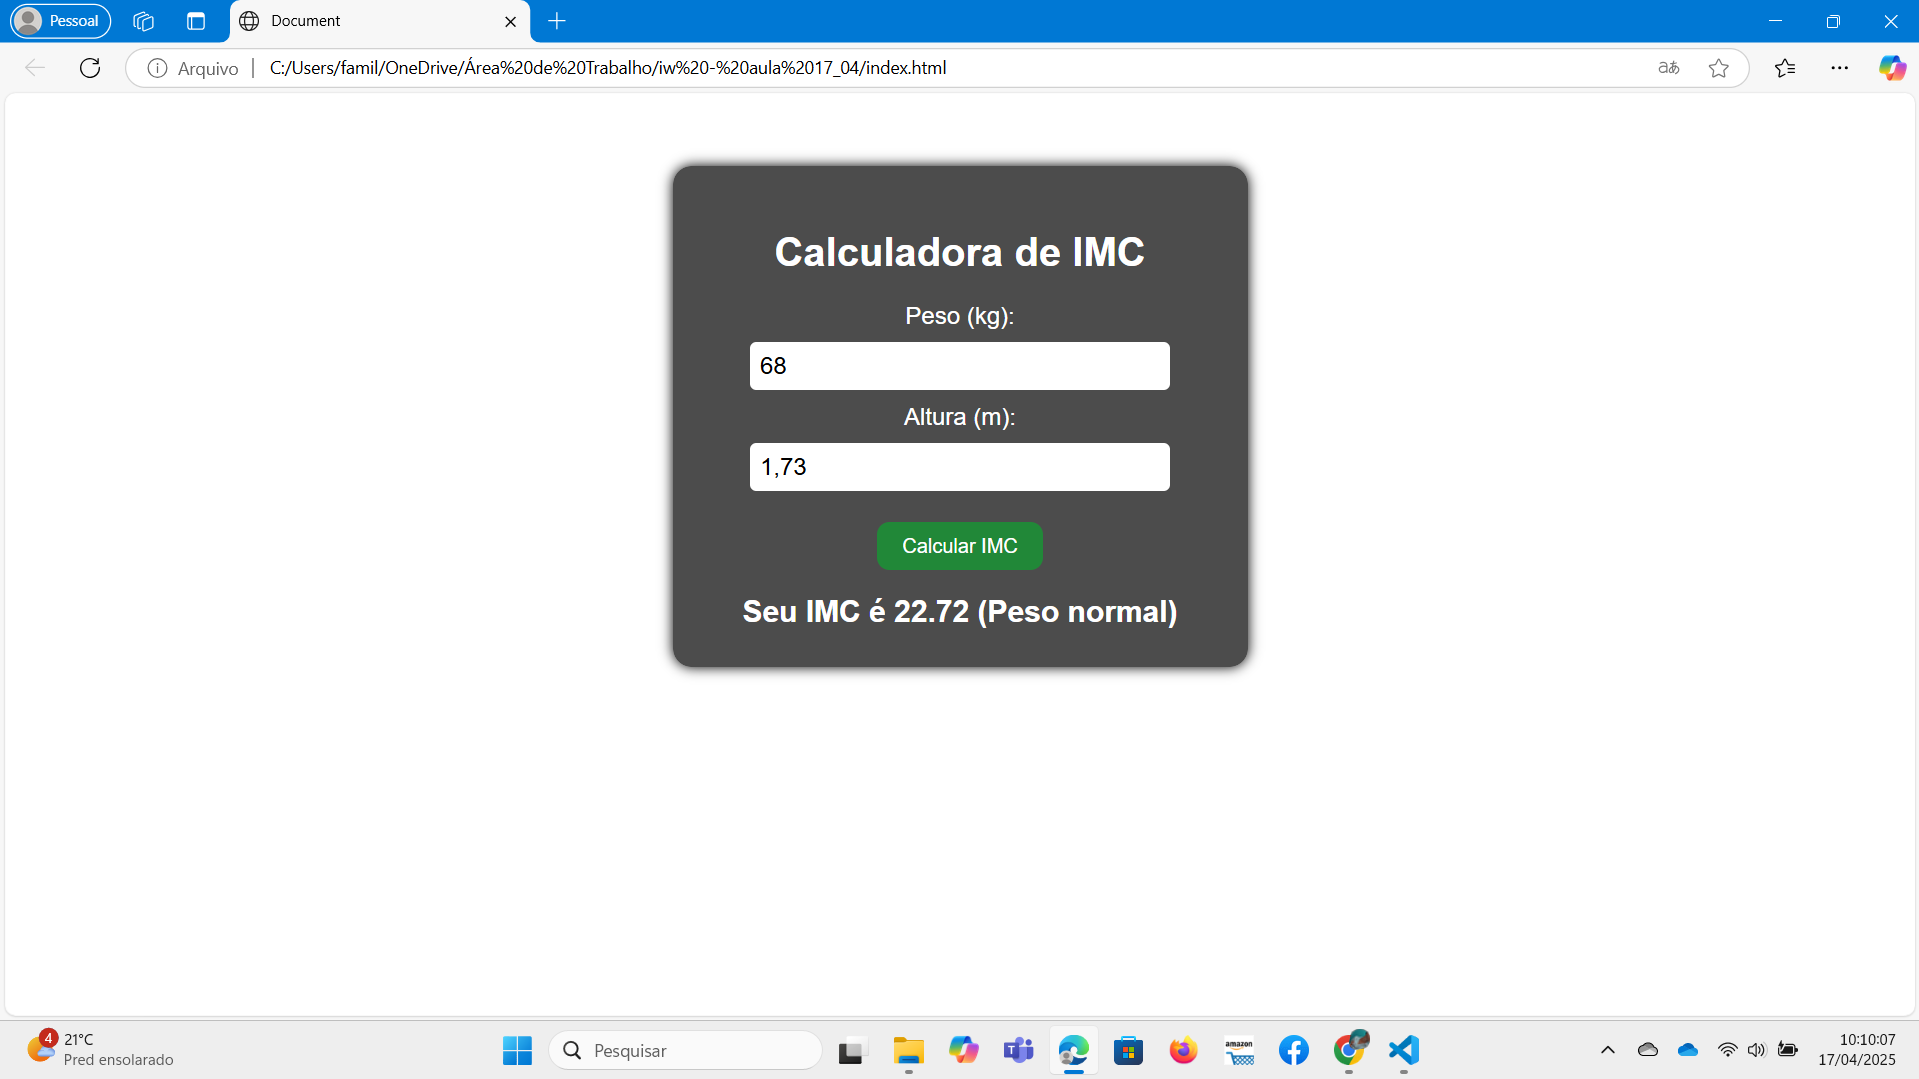 Pessoal
Document
Arquivo
C:/Users/famil/OneDrive/Área%20de%20Trabalho/iw%20-%20aula%2017_04/index.html
aあ
Calculadora de IMC
Peso (kg):
68
Altura (m):
1,73
Calcular IMC
Seu IMC é 22.72 (Peso normal)
4
21°C
Pred ensolarado
Pesquisar
amazon
10:10:07
17/04/2025